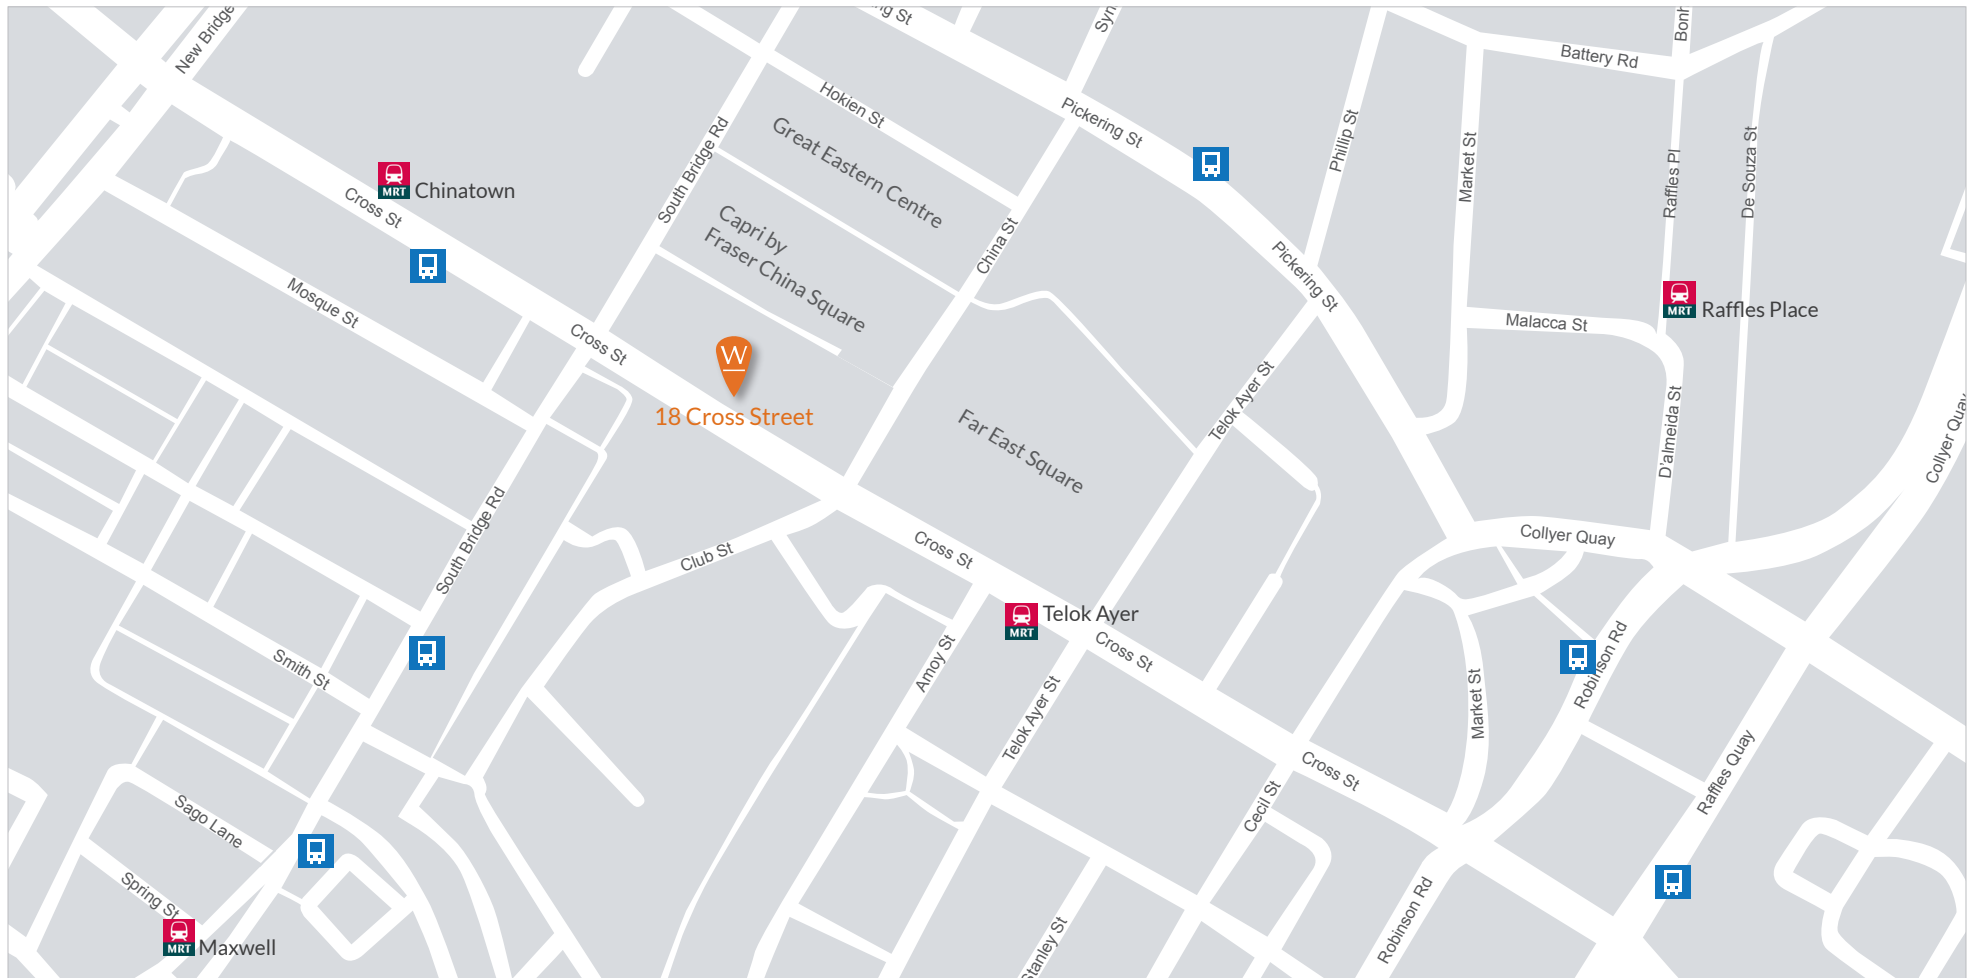 New Bridge
Hokien St
Great Eastern Centre
South Bridge Rd
Pickering St
Battery Rd
Phillip St
Market St
Raffles Pl
De Souza St
MRT
Chinatown
Cross St
Capri by
Fraser China Square
China St
Pickering St
MRT
Raffles Place
Malacca St
Mosque St
Cross St
W
18 Cross Street
Far East Square
Telok Ayer St
D'almeida St
Collyer Quay
South Bridge Rd
Club St
Cross St
Collyer Quay
MRT
Telok Ayer
Cross St
Amoy St
Telok Ayer St
Smith St
Robinson Rd
Market St
Cross St
Raffles Quay
Cecil St
Sago Lane
Spring St
MRT
Maxwell
Stanley St
Robinson Rd